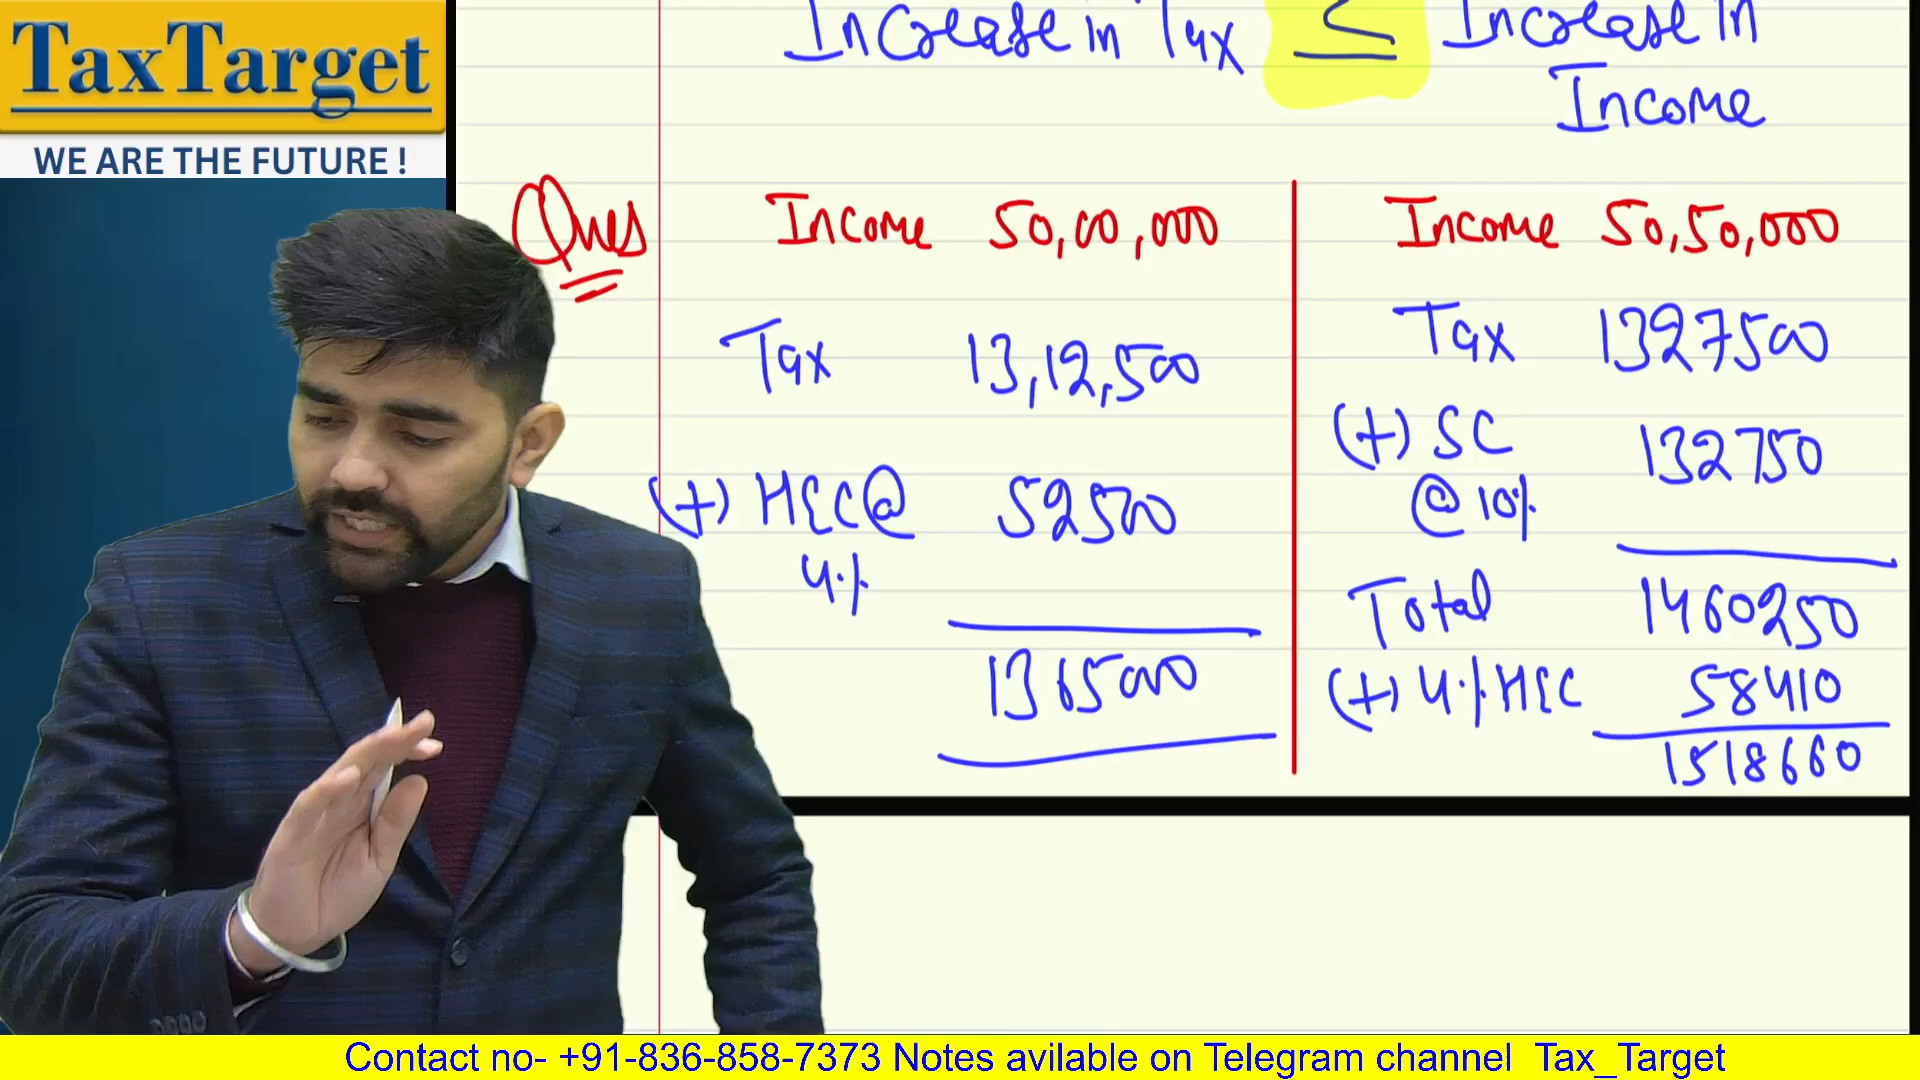 TaxTarget
WE ARE THE FUTURE !
Increase in Tax ≤ Increase in
Income
Ques
Income 50,00,000
Tax 13,12,500
(+) H&EC@ 52500
4%
1365000
Income 50,50,000
Tax 1327500
(+) SC 132750
@ 10%
Total 1460250
(+) 4% HEC 58410
1518660
Contact no- +91-836-858-7373 Notes avilable on Telegram channel Tax_Target